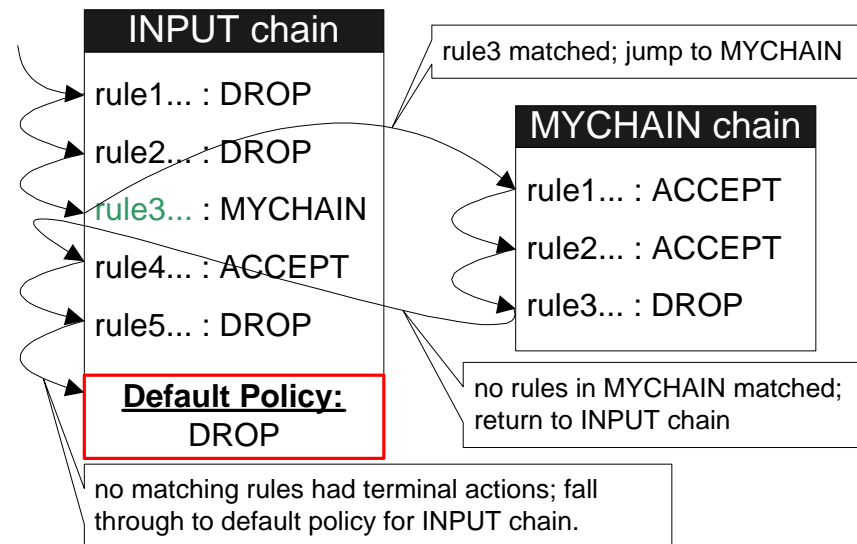 INPUT chain
rule1... : DROP
rule2... : DROP
rule3... : MYCHAIN
rule4... : ACCEPT
rule5... : DROP
Default Policy:
DROP
rule3 matched; jump to MYCHAIN
MYCHAIN chain
rule1... : ACCEPT
rule2... : ACCEPT
rule3... : DROP
no rules in MYCHAIN matched;
return to INPUT chain
no matching rules had terminal actions; fall
through to default policy for INPUT chain.